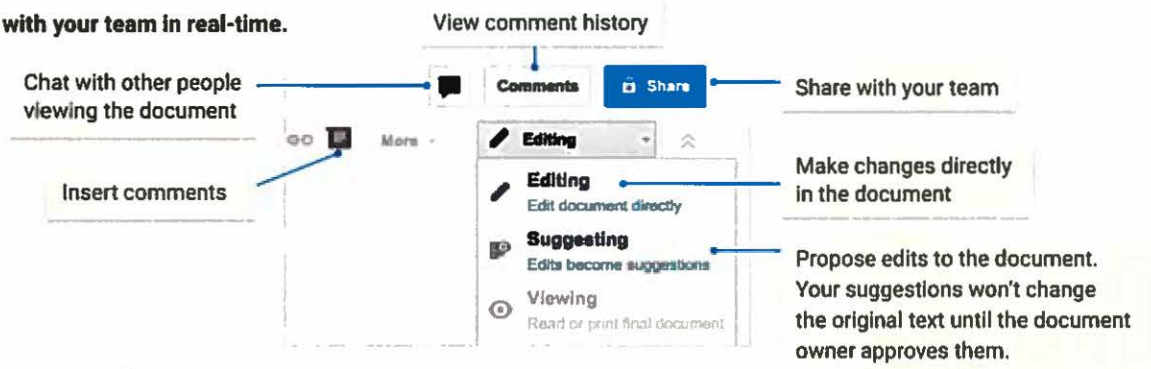 with your team in real-time.
View comment history
Chat with other people
viewing the document
Comments
Share
Share with your team
More
Editing
Insert comments
Editing
Edit document directly
Make changes directly
in the document
Suggesting
Edits become suggestions
Propose edits to the document.
Your suggestions won't change
the original text until the document
owner approves them.
Viewing
Read or print final document